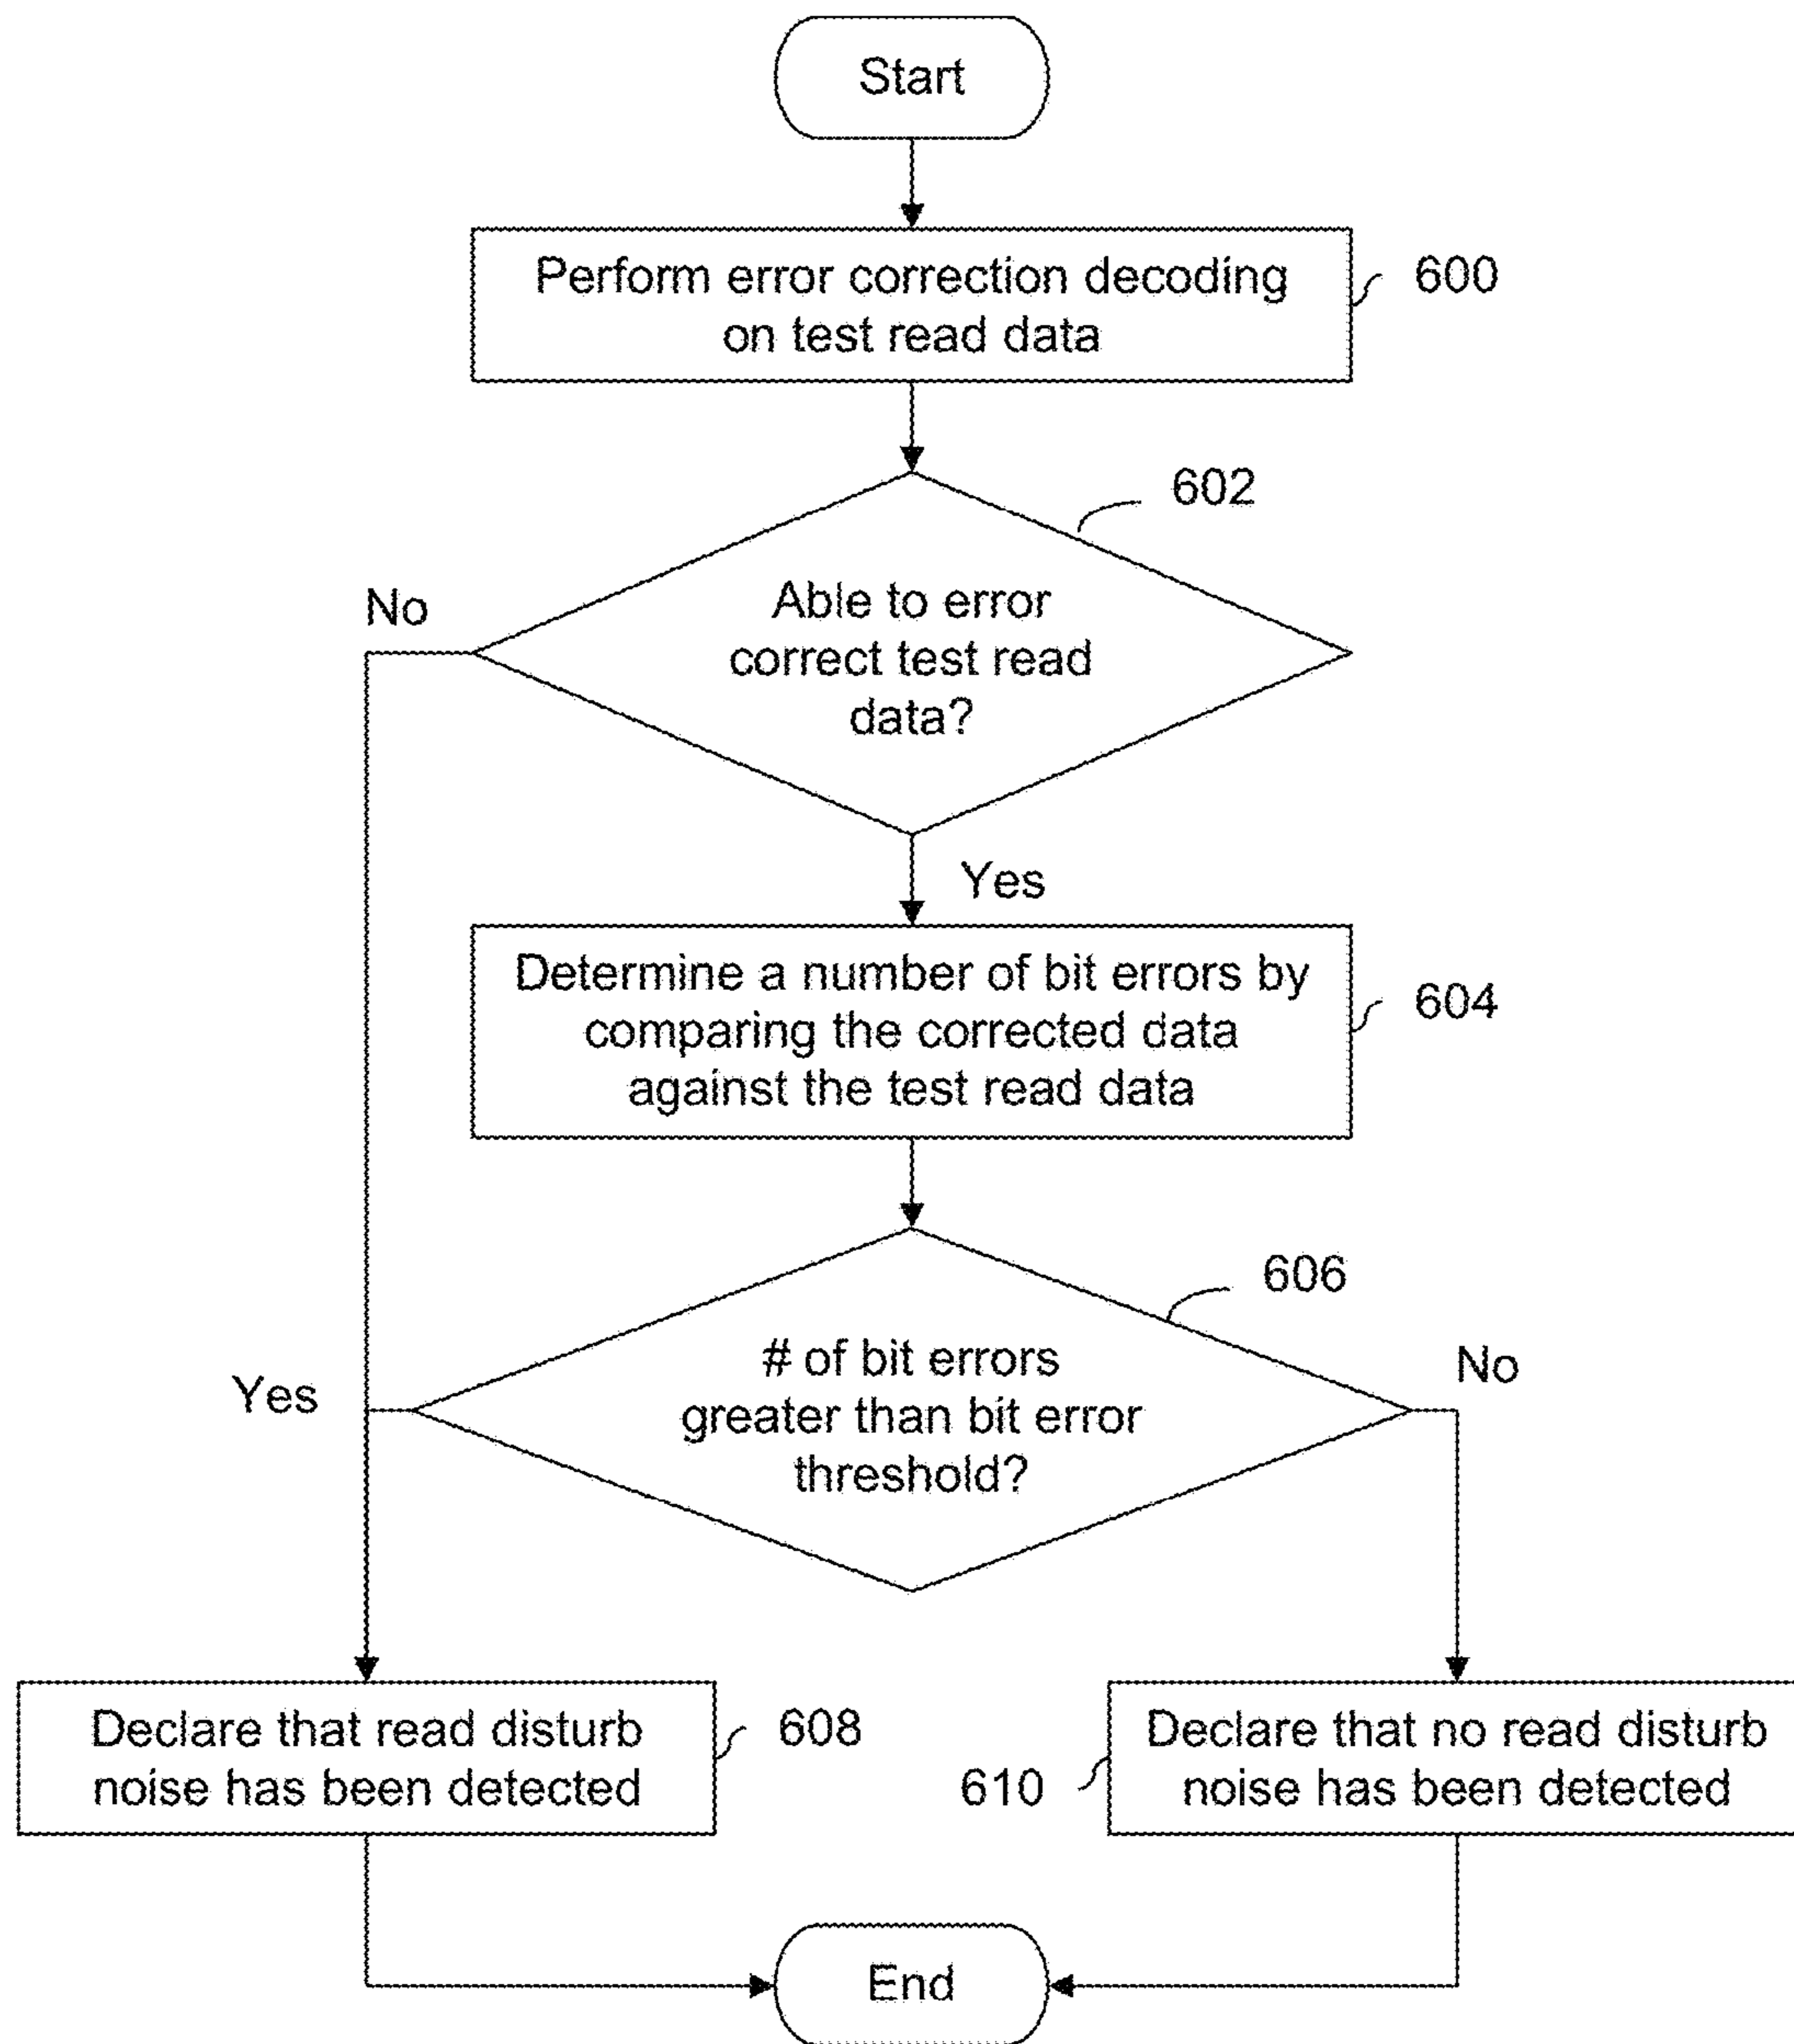 Start
Perform error correction decoding
on test read data
600
602
Able to error
correct test read
data?
No
Yes
Determine a number of bit errors by
comparing the corrected data
against the test read data
604
606
# of bit errors
greater than bit error
threshold?
Yes
No
Declare that read disturb
noise has been detected
608
610
Declare that no read disturb
noise has been detected
End